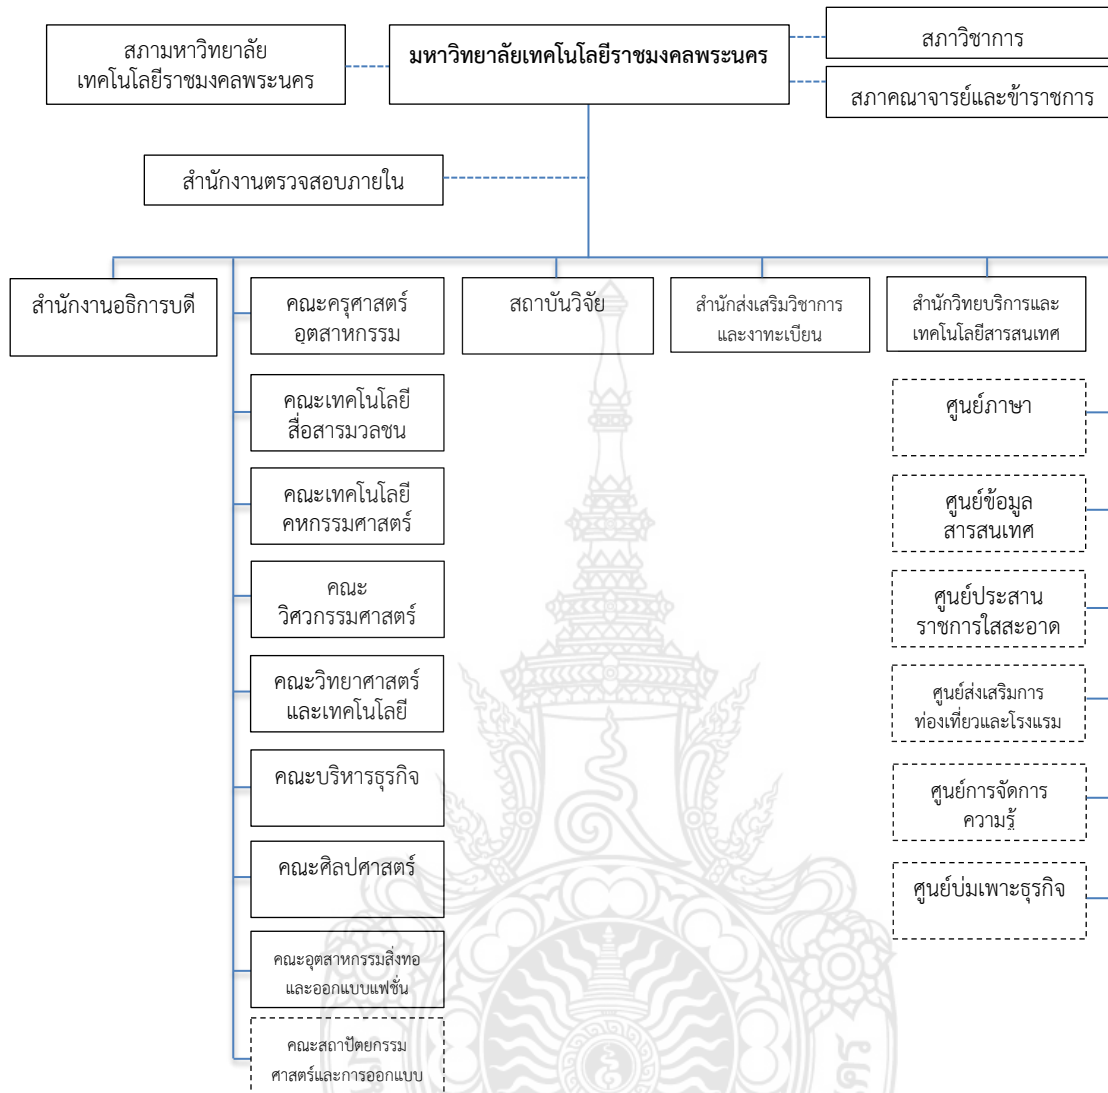 สภามหาวิทยาลัย
เทคโนโลยีราชมงคลพระนคร
มหาวิทยาลัยเทคโนโลยีราชมงคลพระนคร
สภาวิชาการ
สภาคณาจารย์และข้าราชการ
สำนักงานตรวจสอบภายใน
สำนักงานอธิการบดี
คณะครุศาสตร์
อุตสาหกรรม
สถาบันวิจัย
สำนักส่งเสริมวิชาการ
และงาทะเบียน
สำนักวิทยบริการและ
เทคโนโลยีสารสนเทศ
คณะเทคโนโลยี
สื่อสารมวลชน
คณะเทคโนโลยี
คหกรรมศาสตร์
คณะ
วิศวกรรมศาสตร์
คณะวิทยาศาสตร์
และเทคโนโลยี
คณะบริหารธุรกิจ
คณะศิลปศาสตร์
คณะอุตสาหกรรมสิ่งทอ
และออกแบบแฟชั่น
คณะสถาปัตยกรรม
ศาสตร์และการออกแบบ
ศูนย์ภาษา
ศูนย์ข้อมูล
สารสนเทศ
ศูนย์ประสาน
ราชการใสสะอาด
ศูนย์ส่งเสริมการ
ท่องเที่ยวและโรงแรม
ศูนย์การจัดการ
ความรู้
ศูนย์บ่มเพาะธุรกิจ